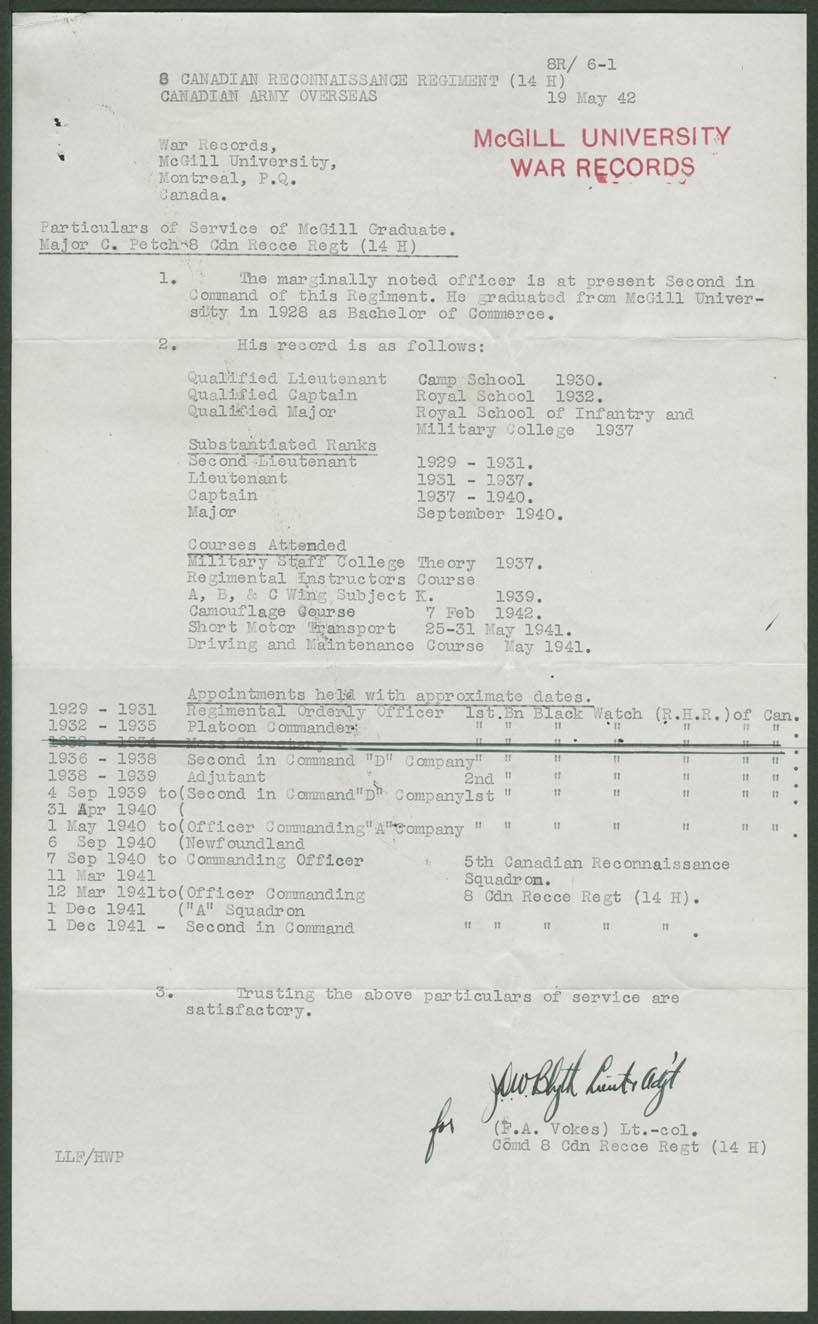 8R/ 6-1
8 CANADIAN RECONNAISSANCE REGIMENT (14 H)
CANADIAN ARMY OVERSEAS 19 May 42
McGILL UNIVERSITY
WAR RECORDS
War Records,
McGill University,
Montreal, P.Q.
Canada.
Particulars of Service of McGill Graduate.
Major C. Petch-8 Cdn Recce Regt (14 H)
1. The marginally noted officer is at present Second in
Command of this Regiment. He graduated from McGill Univer-
sity in 1928 as Bachelor of Commerce.
2. His record is as follows:
Qualified Lieutenant Camp School 1930.
Qualified Captain Royal School 1932.
Qualified Major Royal School of Infantry and
Military College 1937
Substantiated Ranks
Second Lieutenant 1929 - 1931.
Lieutenant 1931 - 1937.
Captain 1937 - 1940.
Major September 1940.
Courses Attended
Military Staff College Theory 1937.
Regimental Instructors Course
A, B, & C Wing Subject K. 1939.
Camouflage Course 7 Feb 1942.
Short Motor Transport 25-31 May 1941.
Driving and Maintenance Course May 1941.
Appointments held with approximate dates.
1929 - 1931 Regimental Orderly Officer 1st.Bn Black Watch (R.H.R.)of Can.
1932 - 1935 Platoon Commander " " " " " " .
1936 - 1938 Second in Command "D" Company" " " " " " .
1938 - 1939 Adjutant 2nd " " " " " .
4 Sep 1939 to(Second in Command"D" Company1st " " " " " .
31 Apr 1940 (
1 May 1940 to(Officer Commanding"A"Company " " " " " " .
6 Sep 1940 (Newfoundland
7 Sep 1940 to Commanding Officer 5th Canadian Reconnaissance
11 Mar 1941 Squadron.
12 Mar 1941to(Officer Commanding 8 Cdn Recce Regt (14 H).
1 Dec 1941 ("A" Squadron
1 Dec 1941 - Second in Command " " " " " .
3. Trusting the above particulars of service are
satisfactory.
D.W. Blyth Lieut & Adjt
for (F.A. Vokes) Lt.-col.
Comd 8 Cdn Recce Regt (14 H)
LLF/HWP